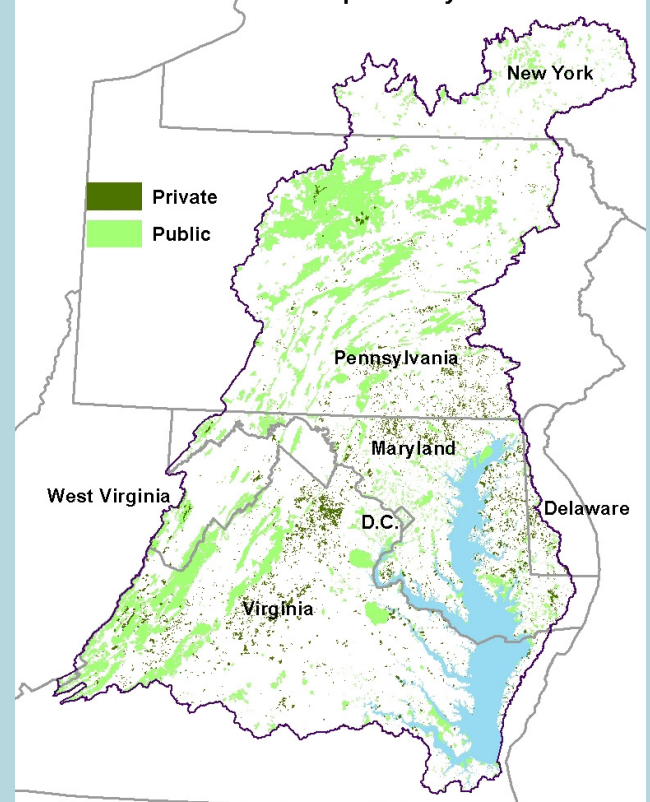 New York
Private
Public
Pennsylvania
Maryland
West Virginia
D.C.
Delaware
Virginia